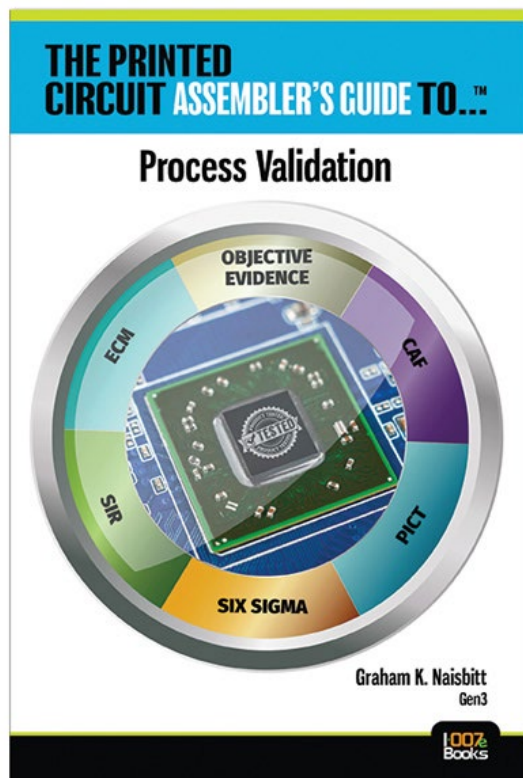 THE PRINTED
CIRCUIT ASSEMBLER'S GUIDE TO...™
Process Validation
OBJECTIVE
EVIDENCE
ECM
CAF
TESTED
SIR
PICT
SIX SIGMA
Graham K. Naisbitt
Gen3
I-007e
Books